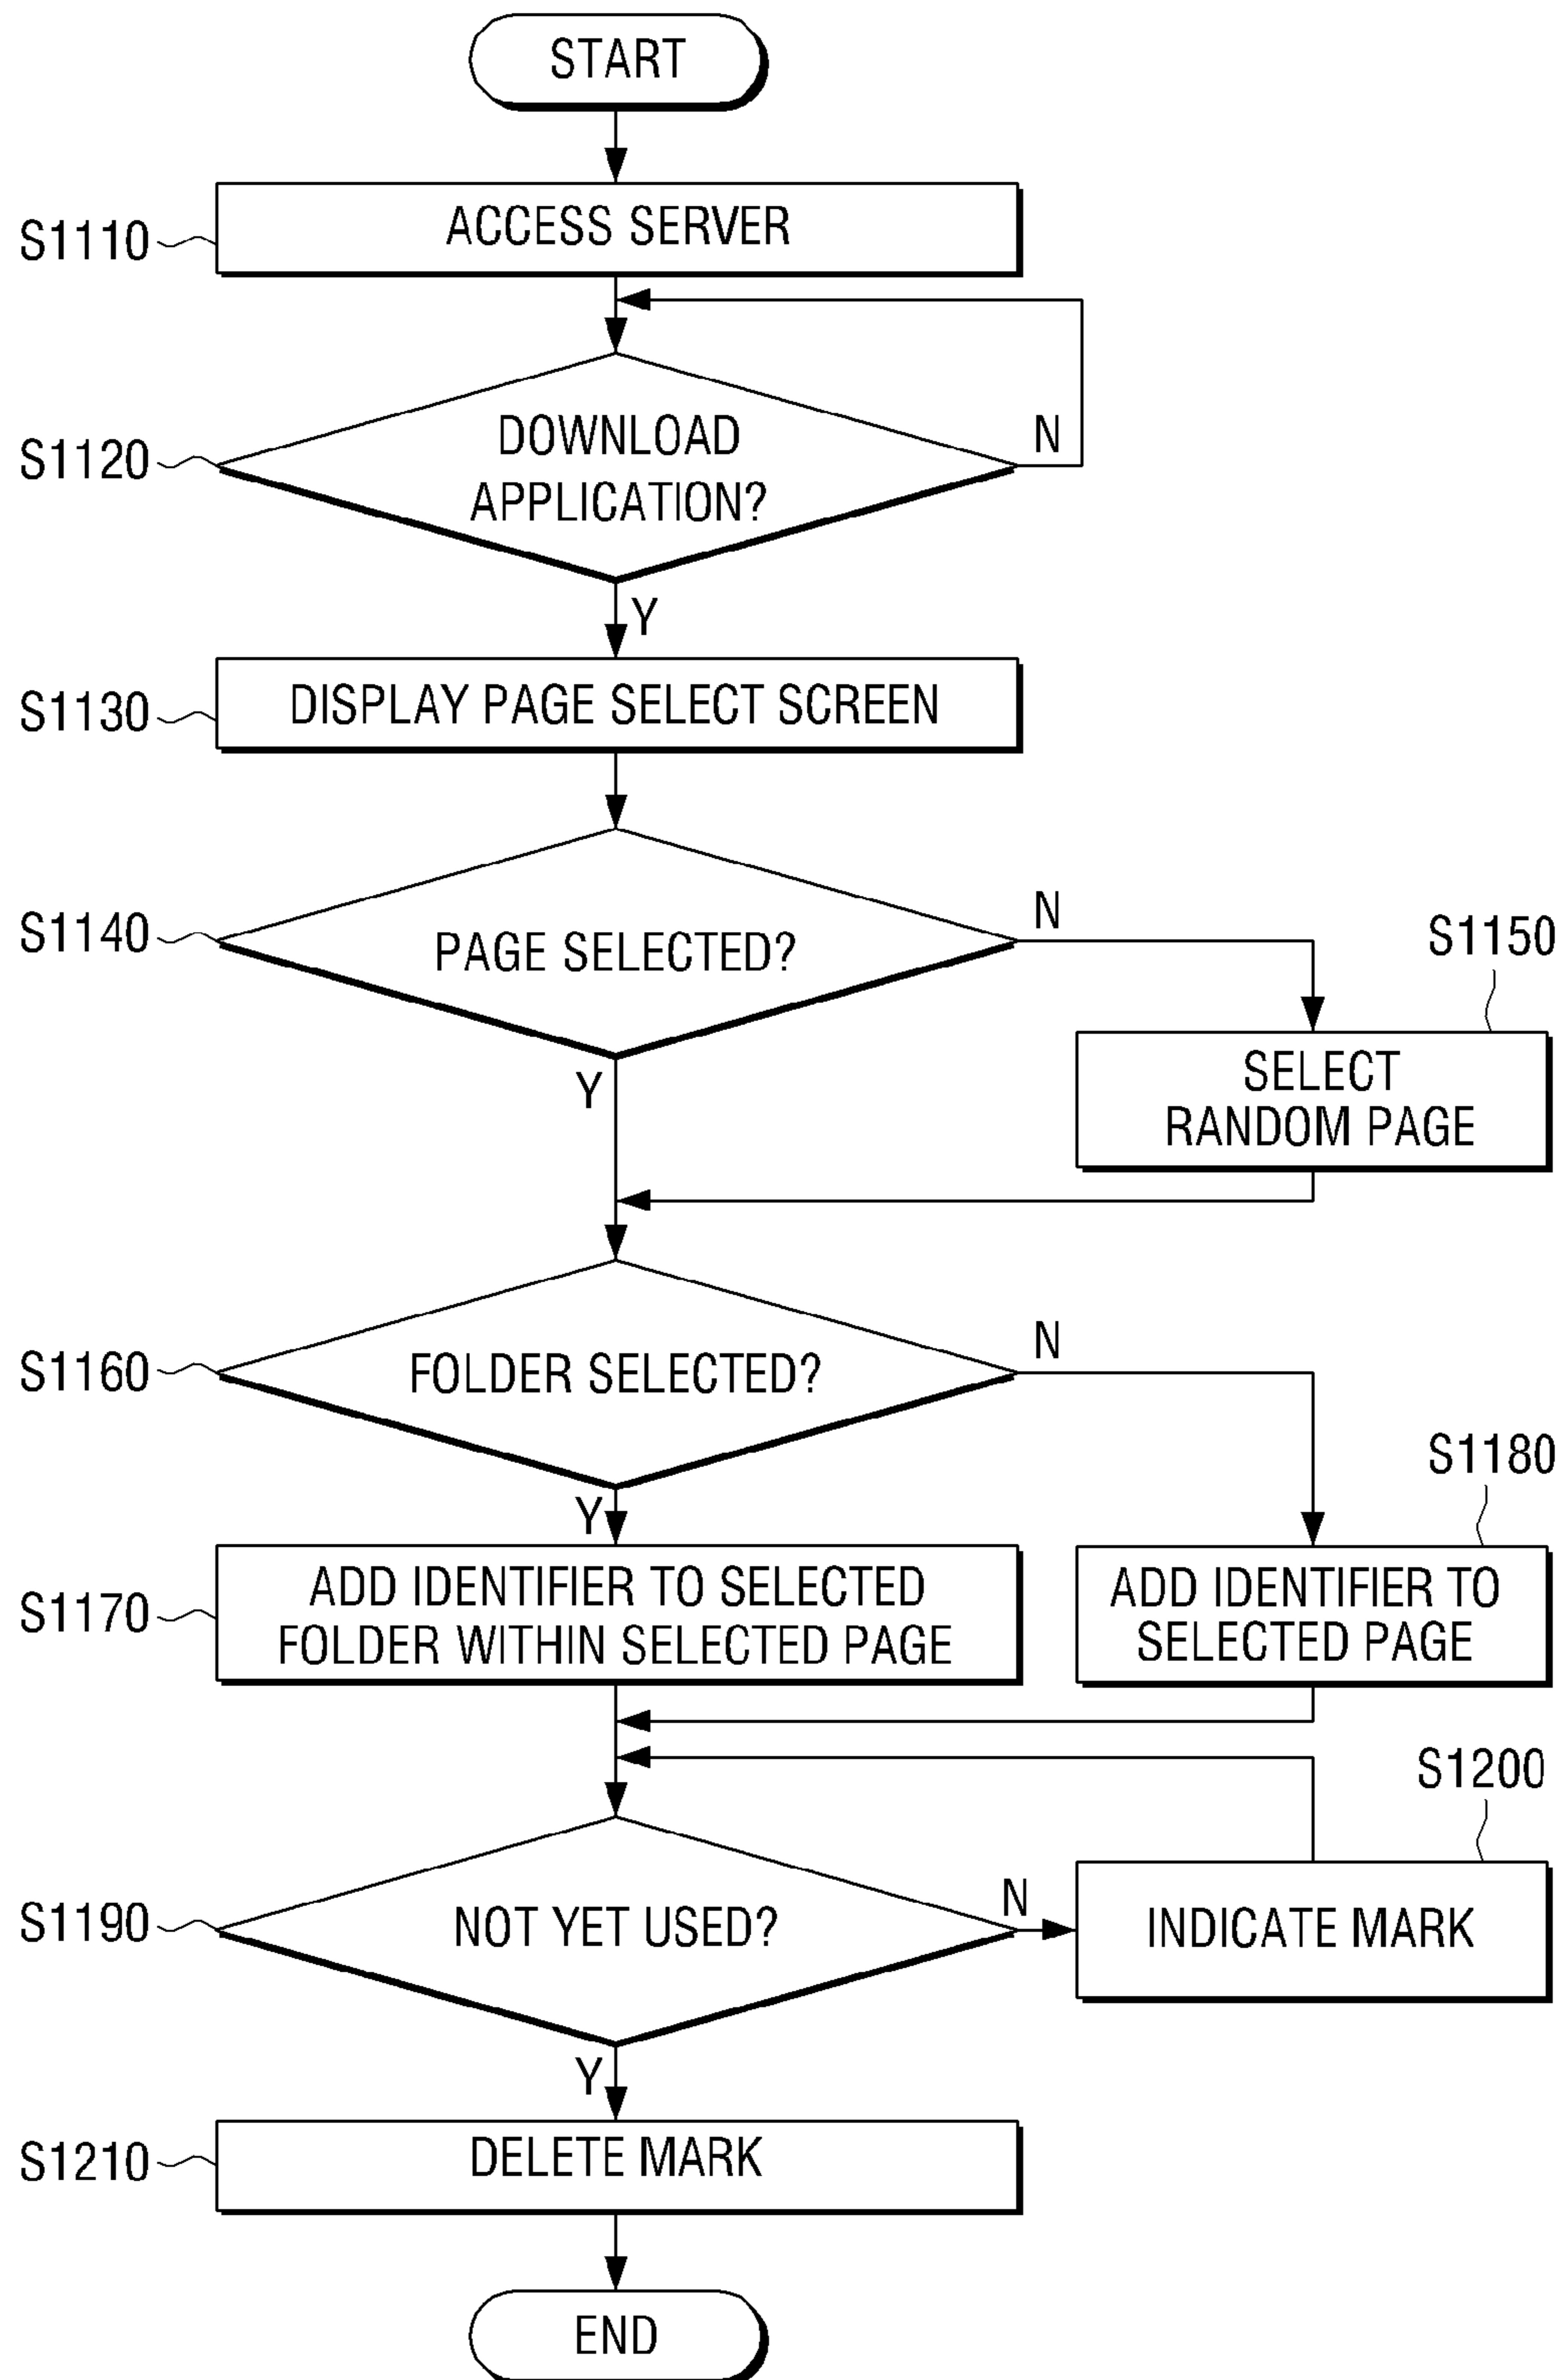 START
S1110
ACCESS SERVER
S1120
DOWNLOAD
APPLICATION?
N
Y
S1130
DISPLAY PAGE SELECT SCREEN
S1140
PAGE SELECTED?
N
Y
S1150
SELECT
RANDOM PAGE
S1160
FOLDER SELECTED?
N
Y
S1170
ADD IDENTIFIER TO SELECTED
FOLDER WITHIN SELECTED PAGE
S1180
ADD IDENTIFIER TO
SELECTED PAGE
S1190
NOT YET USED?
N
Y
S1200
INDICATE MARK
S1210
DELETE MARK
END